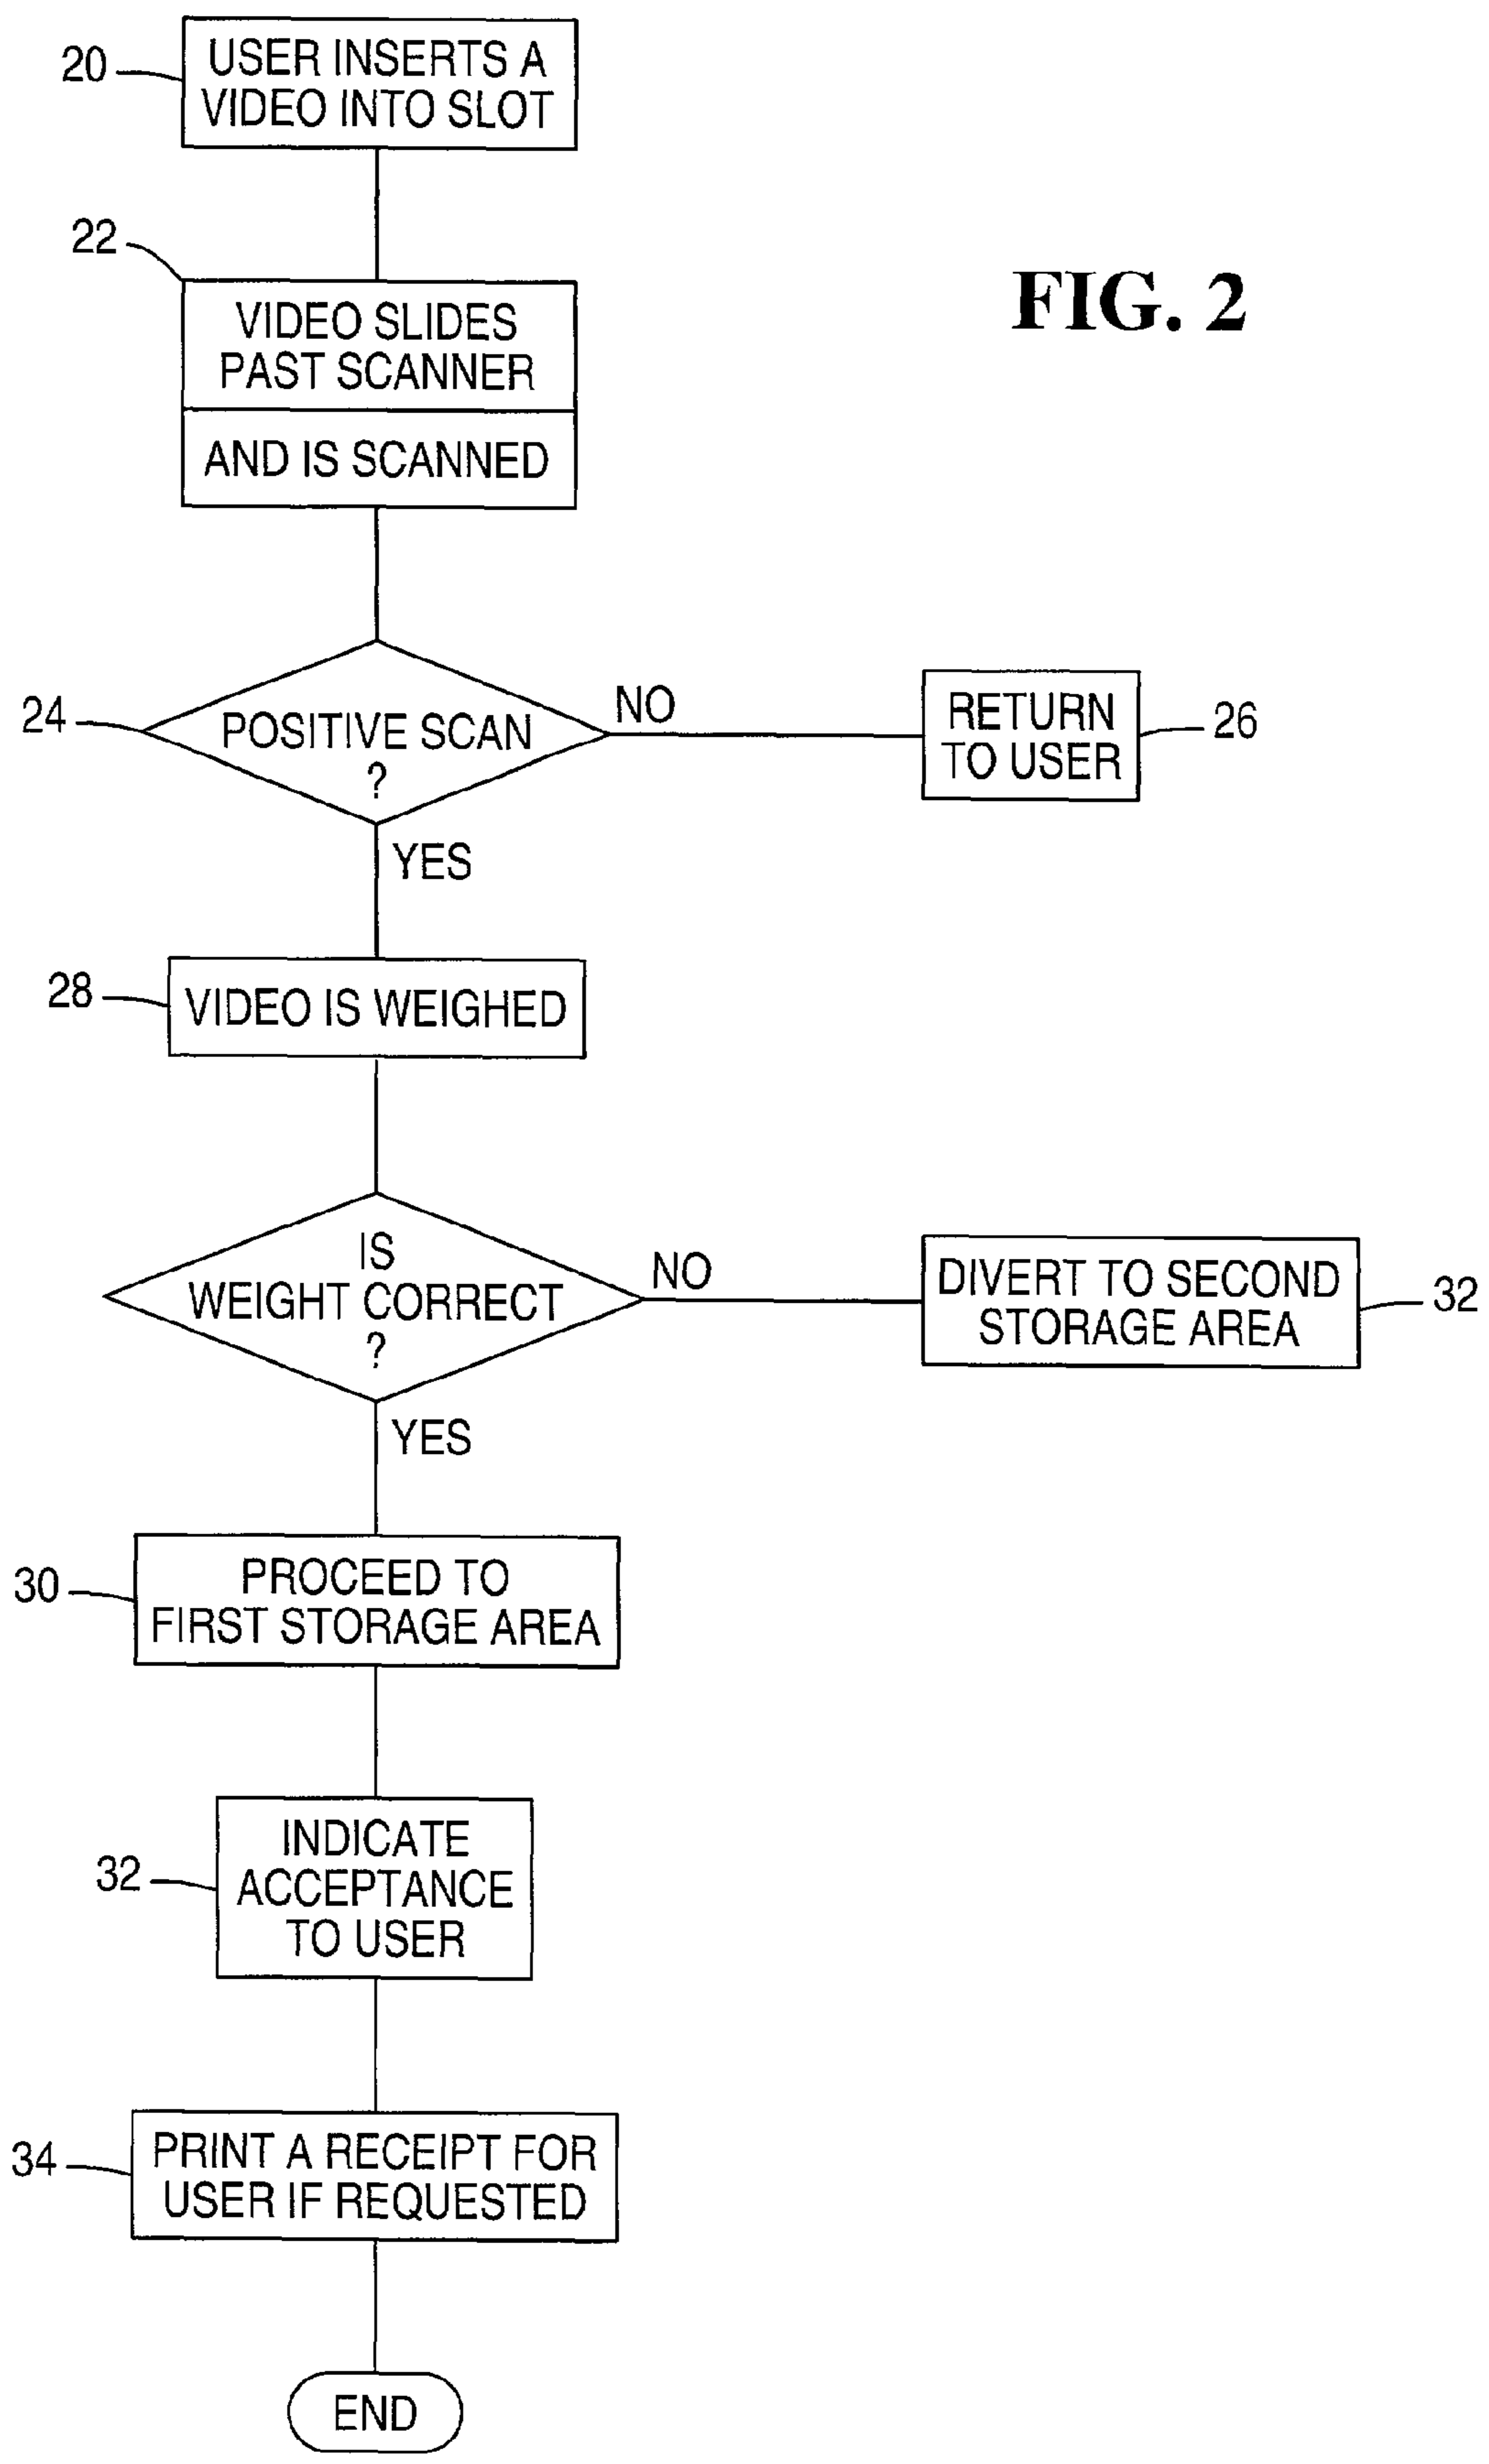 20
USER INSERTS A
VIDEO INTO SLOT
22
FIG. 2
VIDEO SLIDES
PAST SCANNER
AND IS SCANNED
24
POSITIVE SCAN
?
NO
RETURN
TO USER
26
YES
28
VIDEO IS WEIGHED
IS
WEIGHT CORRECT
?
NO
DIVERT TO SECOND
STORAGE AREA
32
YES
30
PROCEED TO
FIRST STORAGE AREA
32
INDICATE
ACCEPTANCE
TO USER
34
PRINT A RECEIPT FOR
USER IF REQUESTED
END